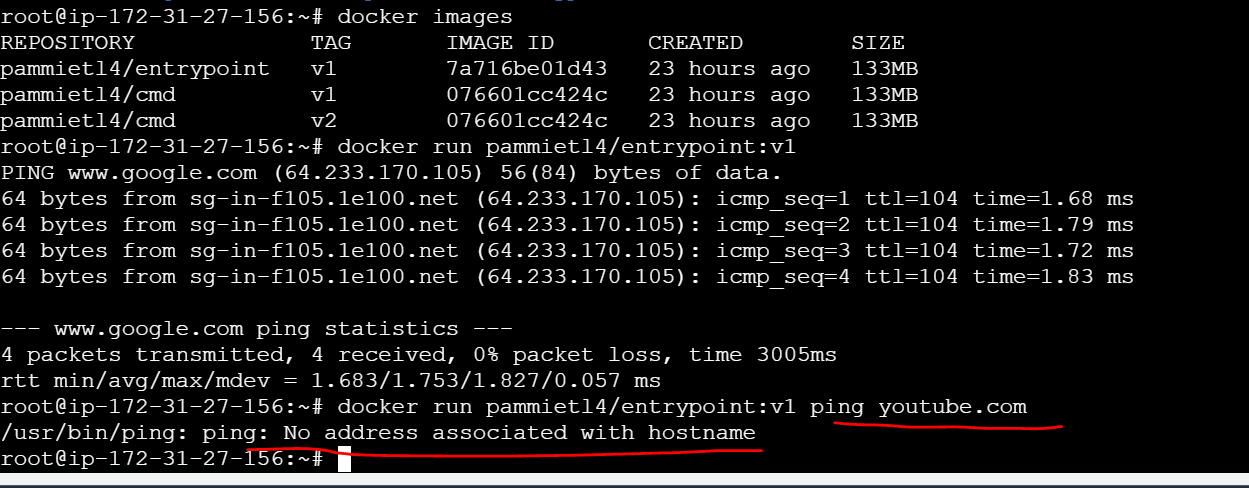 root@ip-172-31-27-156:~# docker images
REPOSITORY TAG IMAGE ID CREATED SIZE
pammietl4/entrypoint v1 7a716be01d43 23 hours ago 133MB
pammietl4/cmd v1 076601cc424c 23 hours ago 133MB
pammietl4/cmd v2 076601cc424c 23 hours ago 133MB
root@ip-172-31-27-156:~# docker run pammietl4/entrypoint:v1
PING www.google.com (64.233.170.105) 56(84) bytes of data.
64 bytes from sg-in-f105.1e100.net (64.233.170.105): icmp_seq=1 ttl=104 time=1.68 ms
64 bytes from sg-in-f105.1e100.net (64.233.170.105): icmp_seq=2 ttl=104 time=1.79 ms
64 bytes from sg-in-f105.1e100.net (64.233.170.105): icmp_seq=3 ttl=104 time=1.72 ms
64 bytes from sg-in-f105.1e100.net (64.233.170.105): icmp_seq=4 ttl=104 time=1.83 ms
--- www.google.com ping statistics ---
4 packets transmitted, 4 received, 0% packet loss, time 3005ms
rtt min/avg/max/mdev = 1.683/1.753/1.827/0.057 ms
root@ip-172-31-27-156:~# docker run pammietl4/entrypoint:v1 ping youtube.com
/usr/bin/ping: ping: No address associated with hostname
root@ip-172-31-27-156:~#